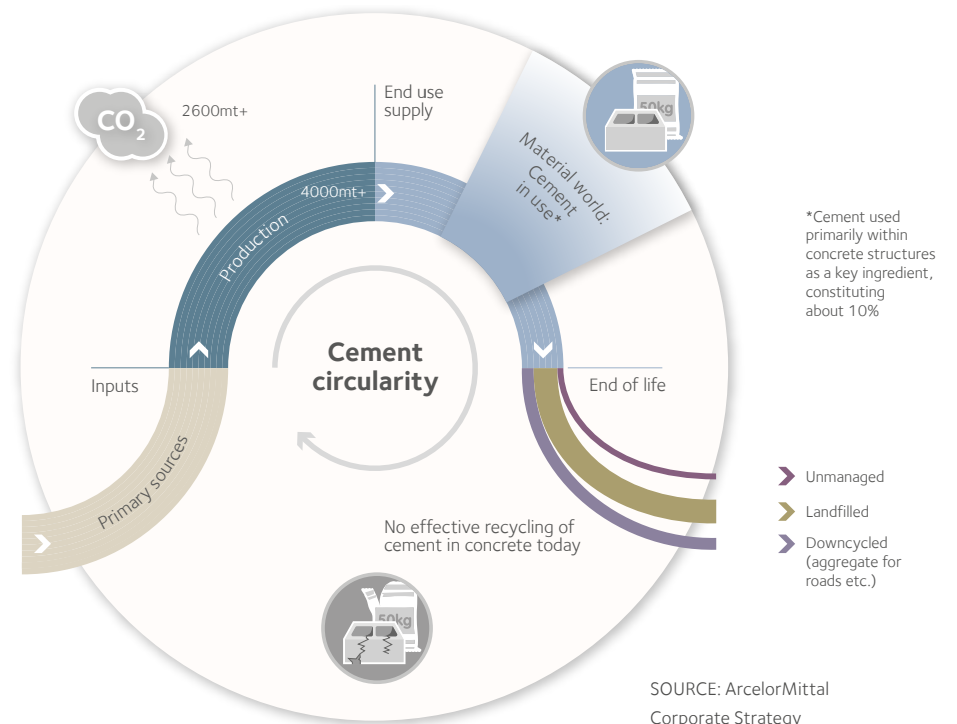 CO2
2600mt+
End use
supply
50kg
Material world:
Cement
in use*
4000mt+
Production
*Cement used
primarily within
concrete structures
as a key ingredient,
constituting
about 10%
Cement
circularity
Inputs
End of life
Primary sources
Unmanaged
Landfilled
Downcycled
(aggregate for
roads etc.)
No effective recycling of
cement in concrete today
50kg
SOURCE: ArcelorMittal
Corporate Strategy